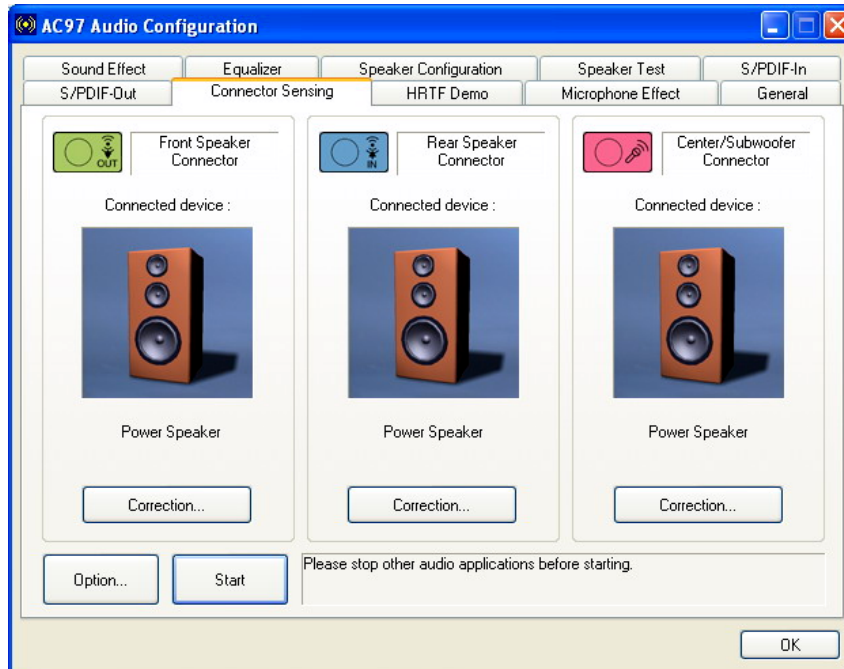 AC97 Audio Configuration
Sound Effect
Equalizer
Speaker Configuration
Speaker Test
S/PDIF-In
S/PDIF-Out
Connector Sensing
HRTF Demo
Microphone Effect
General
OUT
Front Speaker
Connector
Connected device :
Power Speaker
Correction...
IN
Rear Speaker
Connector
Connected device :
Power Speaker
Correction...
Center/Subwoofer
Connector
Connected device :
Power Speaker
Correction...
Option...
Start
Please stop other audio applications before starting.
OK